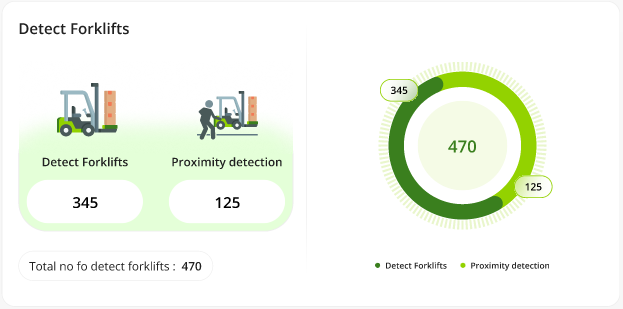 Detect Forklifts
Detect Forklifts
Proximity detection
345
125
Total no fo detect forklifts : 470
345
470
125
Detect Forklifts
Proximity detection